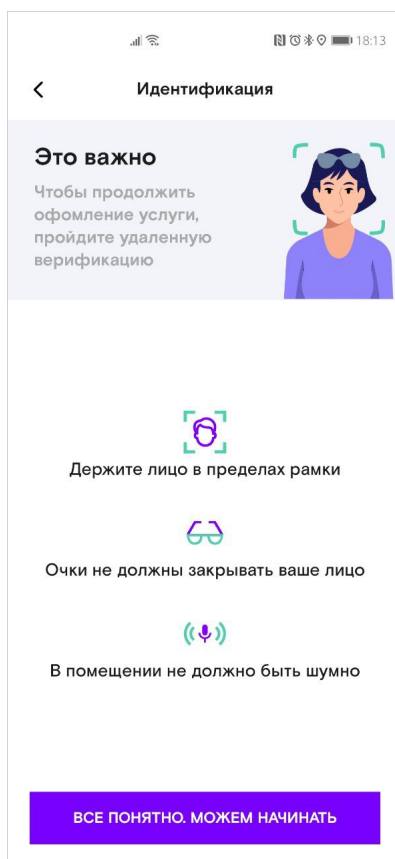 18:13
Идентификация
Это важно
Чтобы продолжить
офомление услуги,
пройдите удаленную
верификацию
Держите лицо в пределах рамки
Очки не должны закрывать ваше лицо
В помещении не должно быть шумно
ВСЕ ПОНЯТНО. МОЖЕМ НАЧИНАТЬ